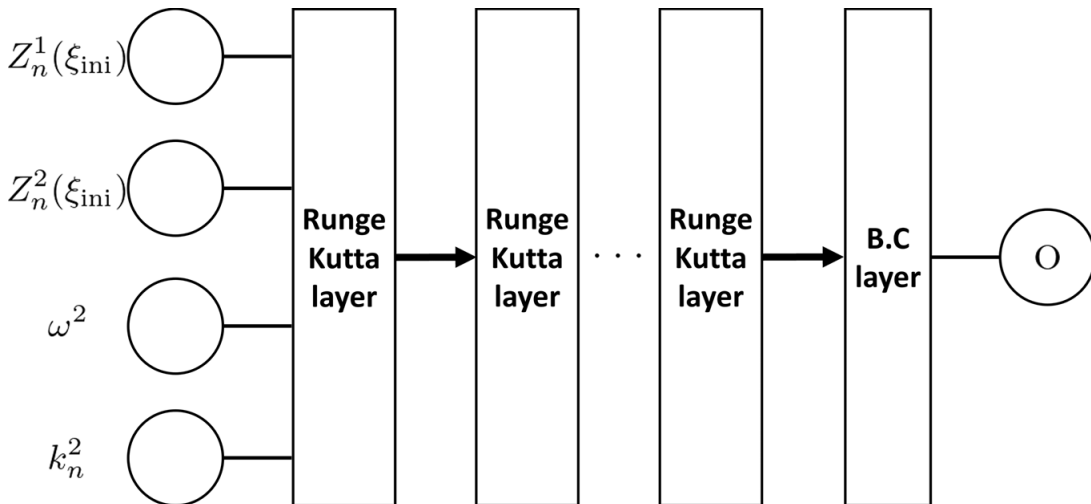 Z_n^1(ξ_ini)
Z_n^2(ξ_ini)
ω^2
k_n^2
Runge
Kutta
layer
Runge
Kutta
layer
· · ·
Runge
Kutta
layer
B.C
layer
O